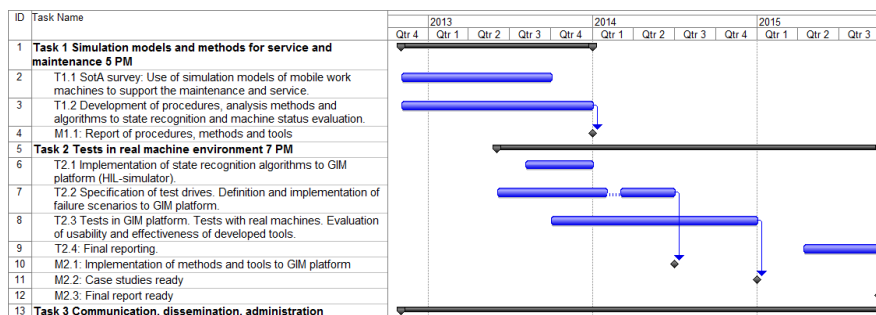 ID Task Name 2013 2014 2015
Qtr 4 Qtr 1 Qtr 2 Qtr 3 Qtr 4 Qtr 1 Qtr 2 Qtr 3 Qtr 4 Qtr 1 Qtr 2 Qtr 3
1 Task 1 Simulation models and methods for service and
maintenance 5 PM
2 T1.1 SotA survey: Use of simulation models of mobile work
machines to support the maintenance and service.
3 T1.2 Development of procedures, analysis methods and
algorithms to state recognition and machine status evaluation.
4 M1.1: Report of procedures, methods and tools
5 Task 2 Tests in real machine environment 7 PM
6 T2.1 Implementation of state recognition algorithms to GIM
platform (HIL-simulator).
7 T2.2 Specification of test drives. Definition and implementation of
failure scenarios to GIM platform.
8 T2.3 Tests in GIM platform. Tests with real machines. Evaluation
of usability and effectiveness of developed tools.
9 T2.4: Final reporting.
10 M2.1: Implementation of methods and tools to GIM platform
11 M2.2: Case studies ready
12 M2.3: Final report ready
13 Task 3 Communication, dissemination, administration